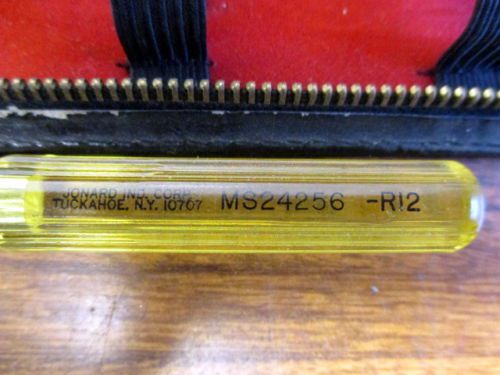 JONARD IND. CORP.
TUCKAHOE, N.Y. 10707 MS24256 -R12